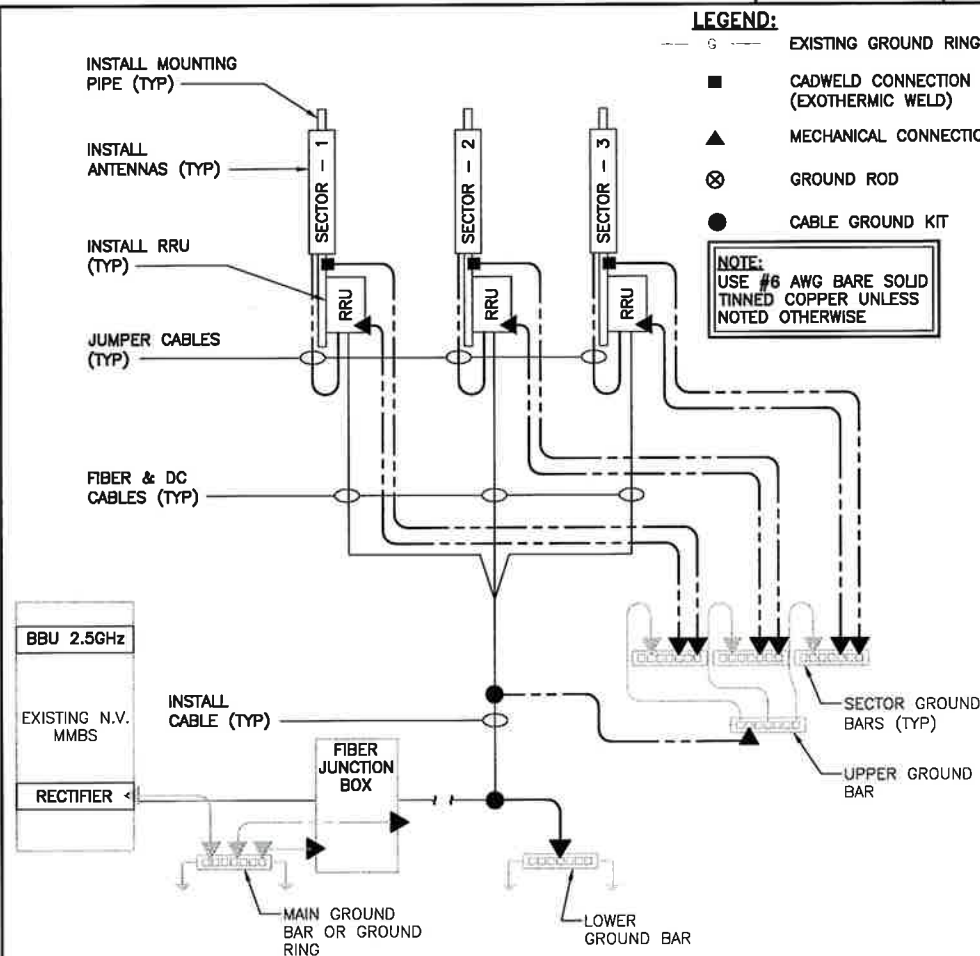 LEGEND:
G EXISTING GROUND RING
CADWELD CONNECTION
(EXOTHERMIC WELD)
MECHANICAL CONNECTIO
GROUND ROD
CABLE GROUND KIT
NOTE:
USE #6 AWG BARE SOLID
TINNED COPPER UNLESS
NOTED OTHERWISE
INSTALL MOUNTING
PIPE (TYP)
INSTALL
ANTENNAS (TYP)
INSTALL RRU
(TYP)
JUMPER CABLES
(TYP)
FIBER & DC
CABLES (TYP)
SECTOR - 1
SECTOR - 2
SECTOR - 3
RRU
RRU
RRU
BBU 2.5GHz
EXISTING N.V.
MMBS
RECTIFIER
INSTALL
CABLE (TYP)
FIBER
JUNCTION
BOX
SECTOR GROUND
BARS (TYP)
UPPER GROUND
BAR
MAIN GROUND
BAR OR GROUND
RING
LOWER
GROUND BAR